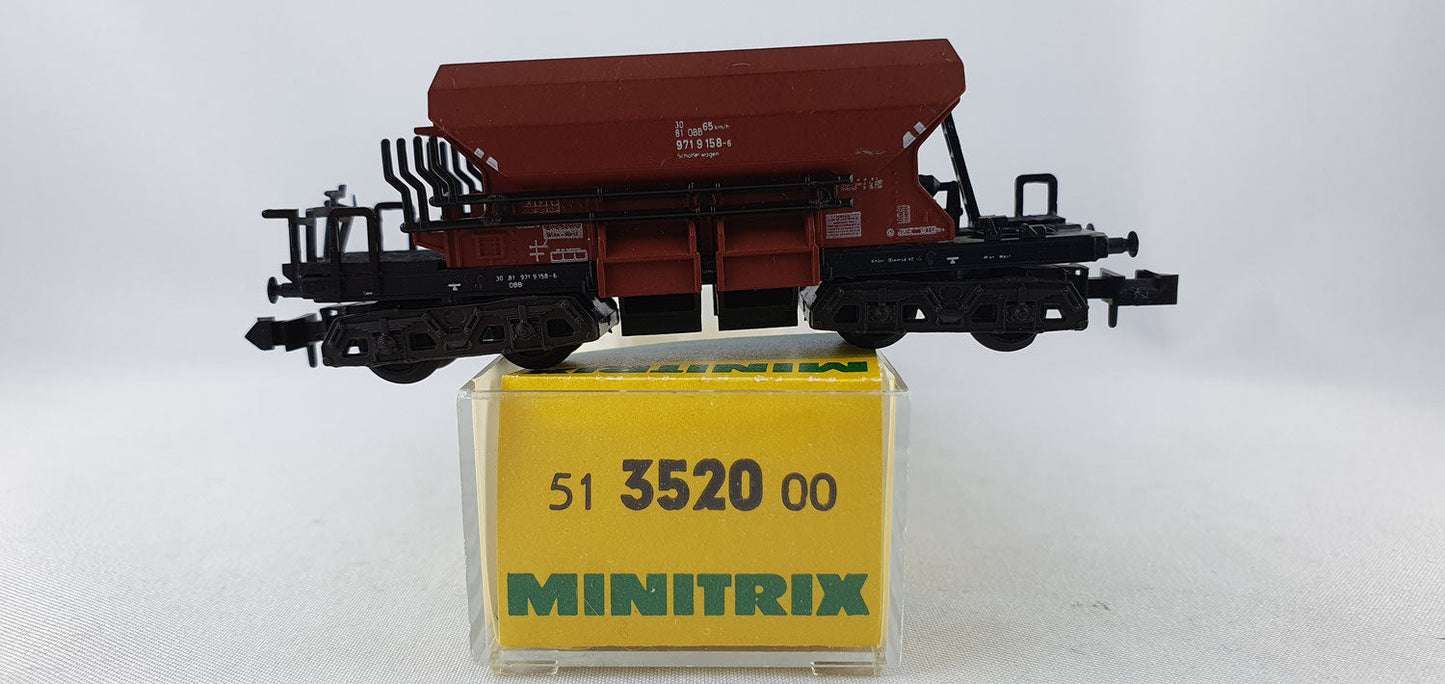 30
65 km/h
81 ÖBB
971 9 158-6
Schotterwagen
30 81 971 9 158-6
ÖBB
MINITRIX
51 3520 00
MINITRIX